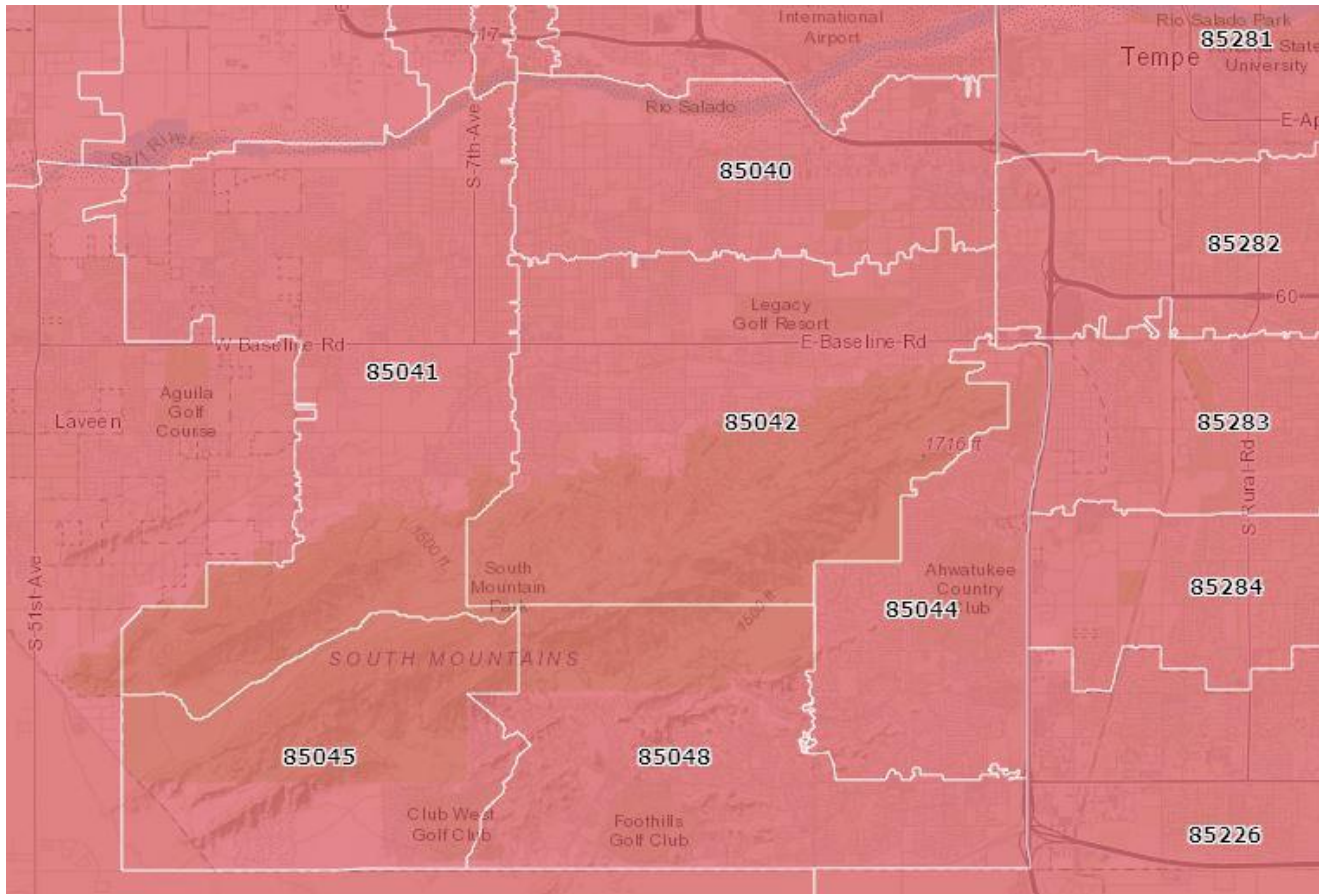 International
Airport
Rio Salado Park
85281
State
University
Tempe
17
E-Ap
Rio Salado
Salt River
S-7th-Ave
85040
85282
60
Legacy
Golf Resort
W Baseline Rd
E-Baseline-Rd
85041
Aguila
Golf
Course
Laveen
85042
85283
1716 ft
S-Rural-Rd
1500 ft
South
Mountain
Park
Ahwatukee
Country
Club
85044
85284
S-51st Ave
1500 ft
SOUTH MOUNTAINS
85045
85048
Club West
Golf Club
Foothills
Golf Club
85226